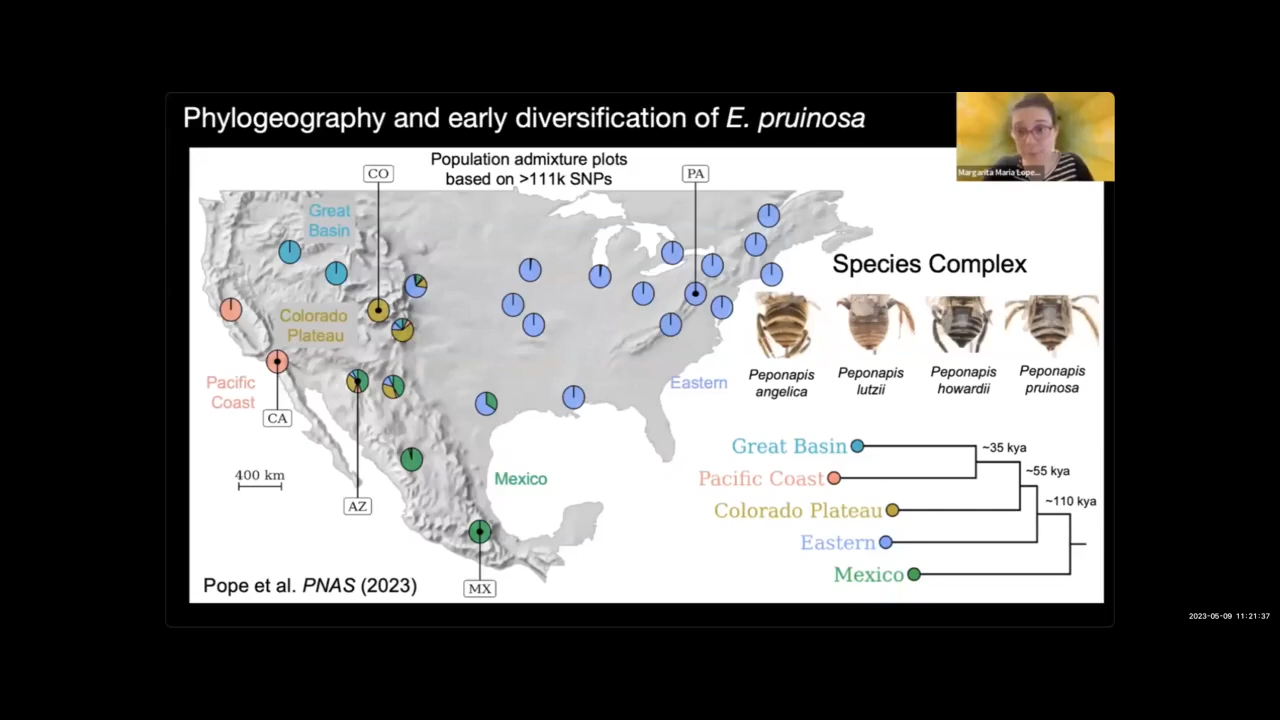 Phylogeography and early diversification of E. pruinosa
Margarita Maria Lope...
Population admixture plots
based on >111k SNPs
CO
PA
Great
Basin
Colorado
Plateau
Pacific
Coast
CA
400 km
AZ
Mexico
MX
Eastern
Pope et al. PNAS (2023)
Species Complex
Peponapis
angelica
Peponapis
lutzii
Peponapis
howardii
Peponapis
pruinosa
Great Basin
~35 kya
Pacific Coast
~55 kya
Colorado Plateau
~110 kya
Eastern
Mexico
2023-05-09 11:21:37